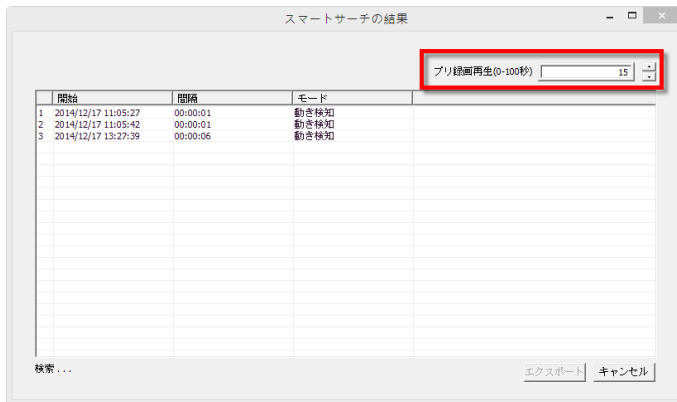 スマートサーチの結果
プリ録画再生(0-100秒) 15
開始 間隔 モード
1 2014/12/17 11:05:27 00:00:01 動き検知
2 2014/12/17 11:05:42 00:00:01 動き検知
3 2014/12/17 13:27:39 00:00:06 動き検知
検索 . . . エクスポート キャンセル